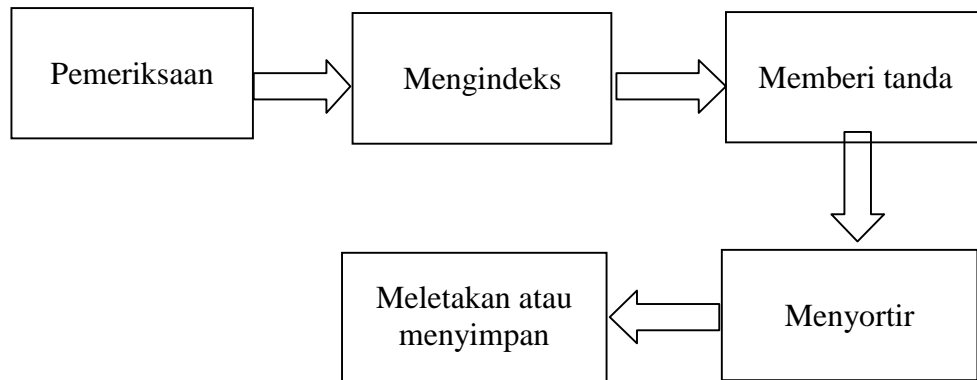 Pemeriksaan
Mengindeks
Memberi tanda
Menyortir
Meletakan atau
menyimpan